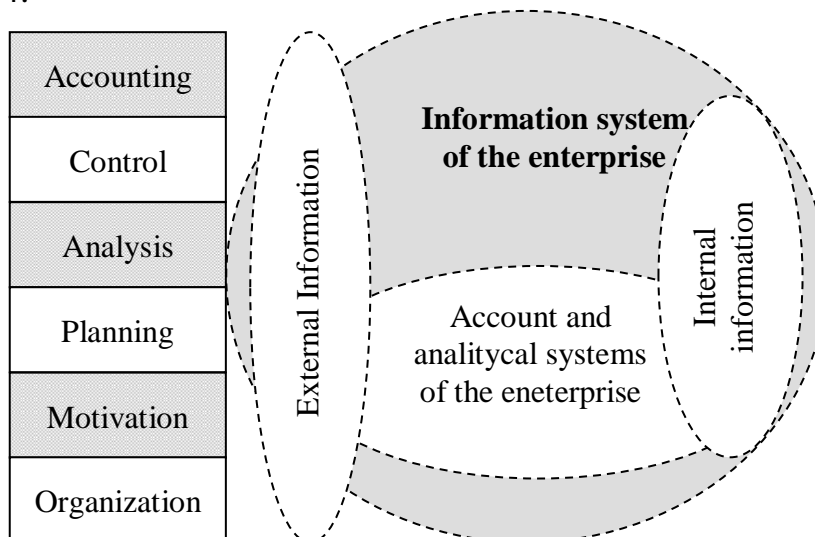 Accounting
Control
Analysis
Planning
Motivation
Organization
External Information
Information system
of the enterprise
Account and
analitycal systems
of the eneterprise
Internal
information